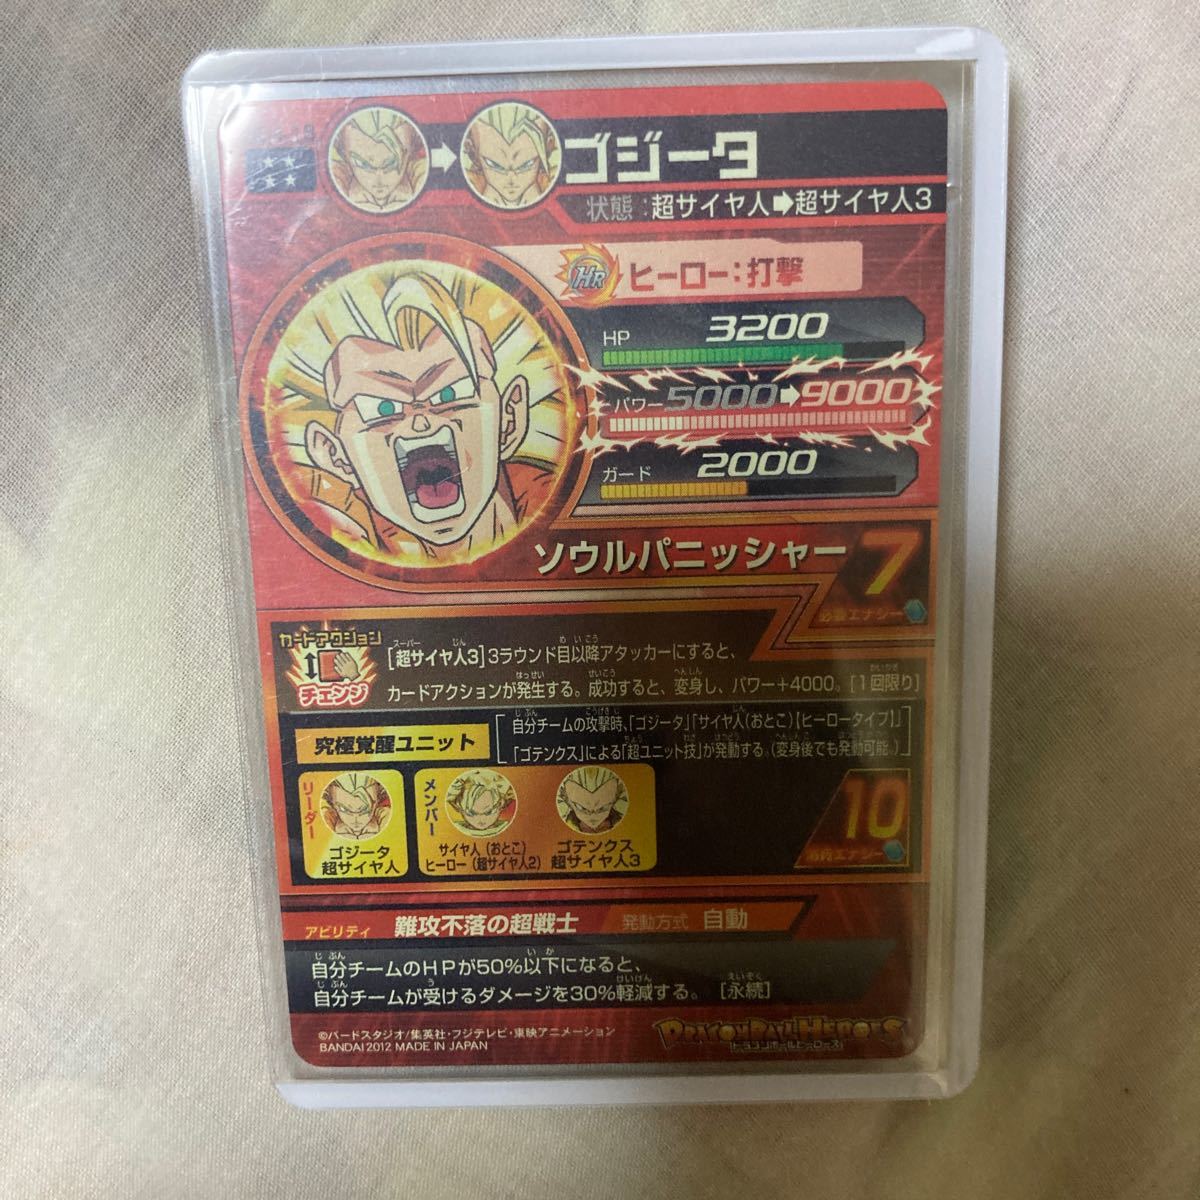 ゴジータ
状態:超サイヤ人➡超サイヤ人3
HR ヒーロー:打撃
HP 3200
パワー 5000➡9000
ガード 2000
ソウルパニッシャー 7
必要エナジー
カードアクション
チェンジ
[超サイヤ人3]3ラウンド目以降アタッカーにすると、
カードアクションが発生する。成功すると、変身し、パワー+4000。[1回限り]
究極覚醒ユニット
自分チームの攻撃時、「ゴジータ」「サイヤ人(おとこ)【ヒーロータイプ】」
「ゴテンクス」による「超ユニット技」が発動する。(変身後でも発動可能。)
リーダー
ゴジータ
超サイヤ人
メンバー
サイヤ人(おとこ)
ヒーロー(超サイヤ人2)
ゴテンクス
超サイヤ人3
10
必要エナジー
アビリティ 難攻不落の超戦士 発動方式 自動
自分チームのHPが50%以下になると、
自分チームが受けるダメージを30%軽減する。 [永続]
©バードスタジオ/集英社・フジテレビ・東映アニメーション
BANDAI 2012 MADE IN JAPAN
DRAGONBALL HEROES
ドラゴンボールヒーローズ